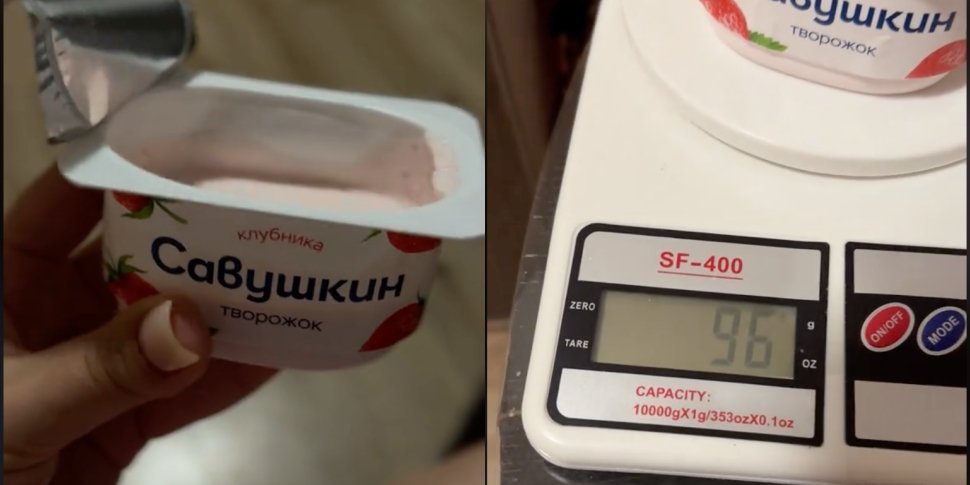 клубника
Савушкин
творожок
Савушкин
творожок
SF-400
ZERO
TARE
96
g
OZ
ON/OFF
MODE
CAPACITY:
10000gX1g/353ozX0.1oz